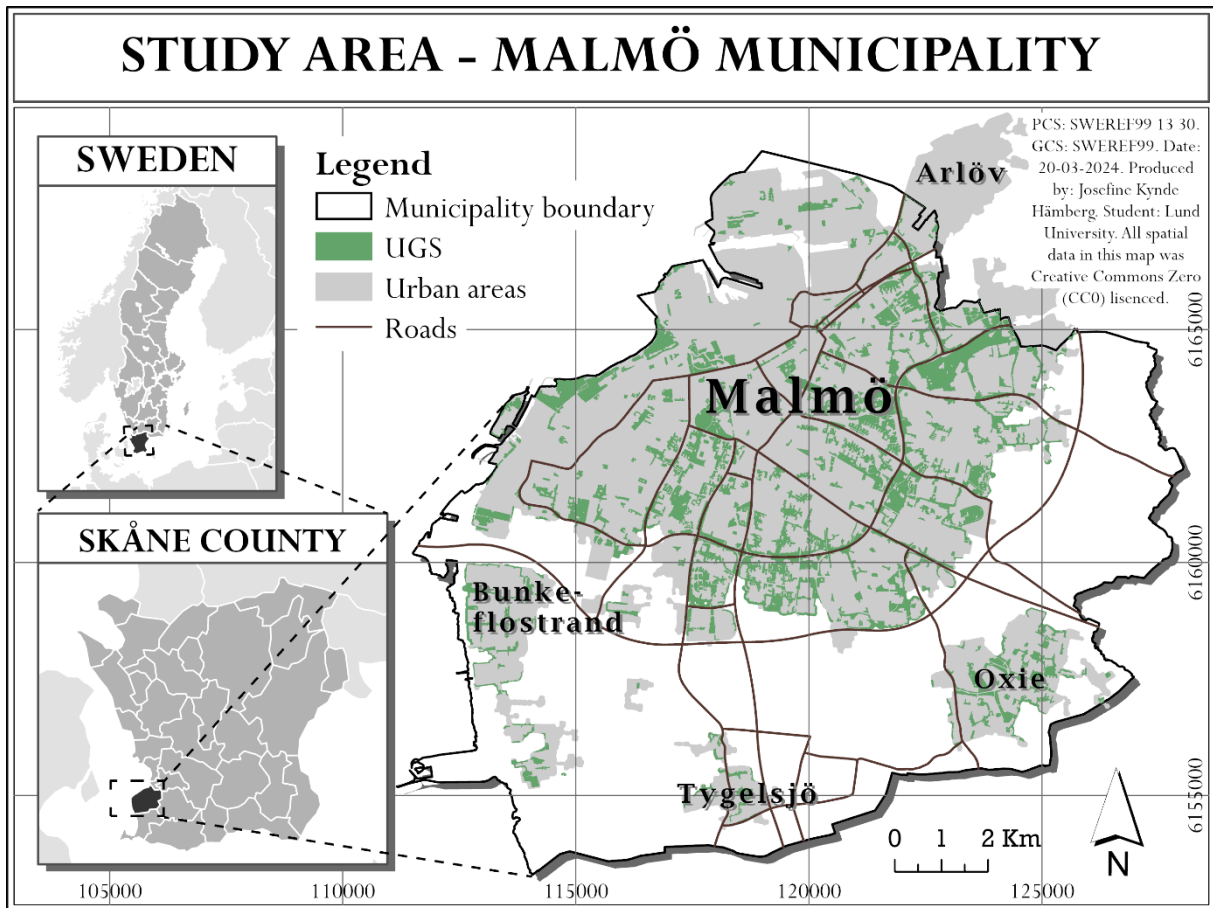 STUDY AREA - MALMÖ MUNICIPALITY
SWEDEN
SKÅNE COUNTY
Legend
Municipality boundary
UGS
Urban areas
Roads
PCS: SWEREF99 13 30.
GCS: SWEREF99. Date:
20-03-2024. Produced
by: Josefine Kynde
Hämberg. Student: Lund
University. All spatial
data in this map was
Creative Commons Zero
(CC0) lisenced.
Arlöv
Malmö
Bunke-
flostrand
Oxie
Tygelsjö
6165000
6160000
6155000
0 1 2 Km
N
105000
110000
115000
120000
125000